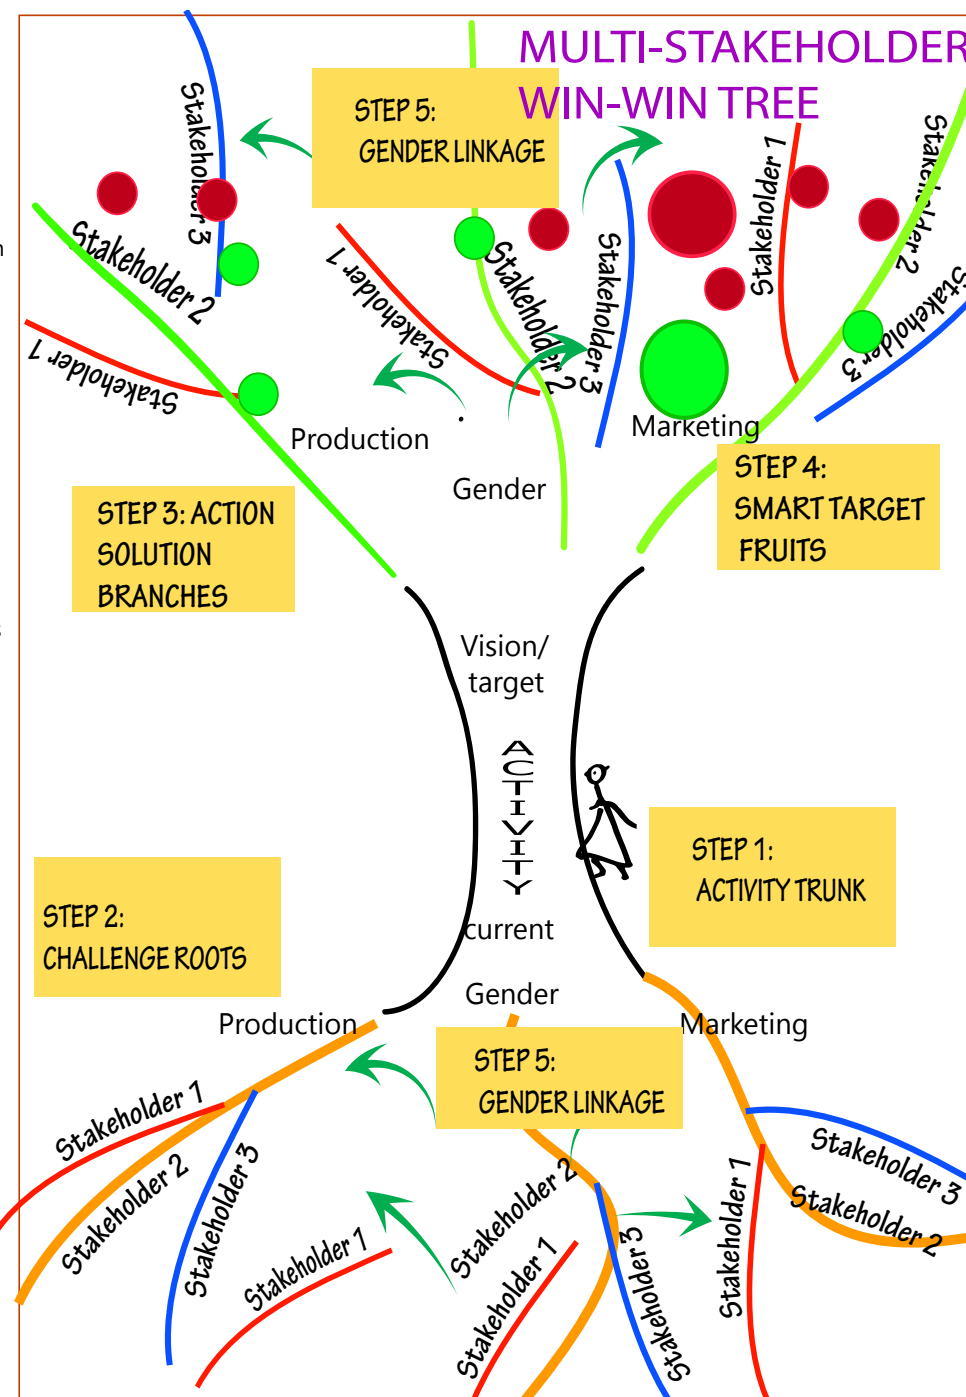 MULTI-STAKEHOLDER
WIN-WIN TREE
STEP 5:
GENDER LINKAGE
Stakeholder 3
Stakeholder 2
Stakeholder 1
Stakeholder 1
Stakeholder 2
Stakeholder 3
Stakeholder 1
Stakeholder 2
Stakeholder 3
n
Production
Marketing
Gender
STEP 3: ACTION
SOLUTION
BRANCHES
STEP 4:
SMART TARGET
FRUITS
s
Vision/
target
ACTIVITY
current
STEP 1:
ACTIVITY TRUNK
STEP 2:
CHALLENGE ROOTS
Gender
Production
Marketing
STEP 5:
GENDER LINKAGE
Stakeholder 1
Stakeholder 2
Stakeholder 3
Stakeholder 1
Stakeholder 2
Stakeholder 1
Stakeholder 3
Stakeholder 1
Stakeholder 3
Stakeholder 2